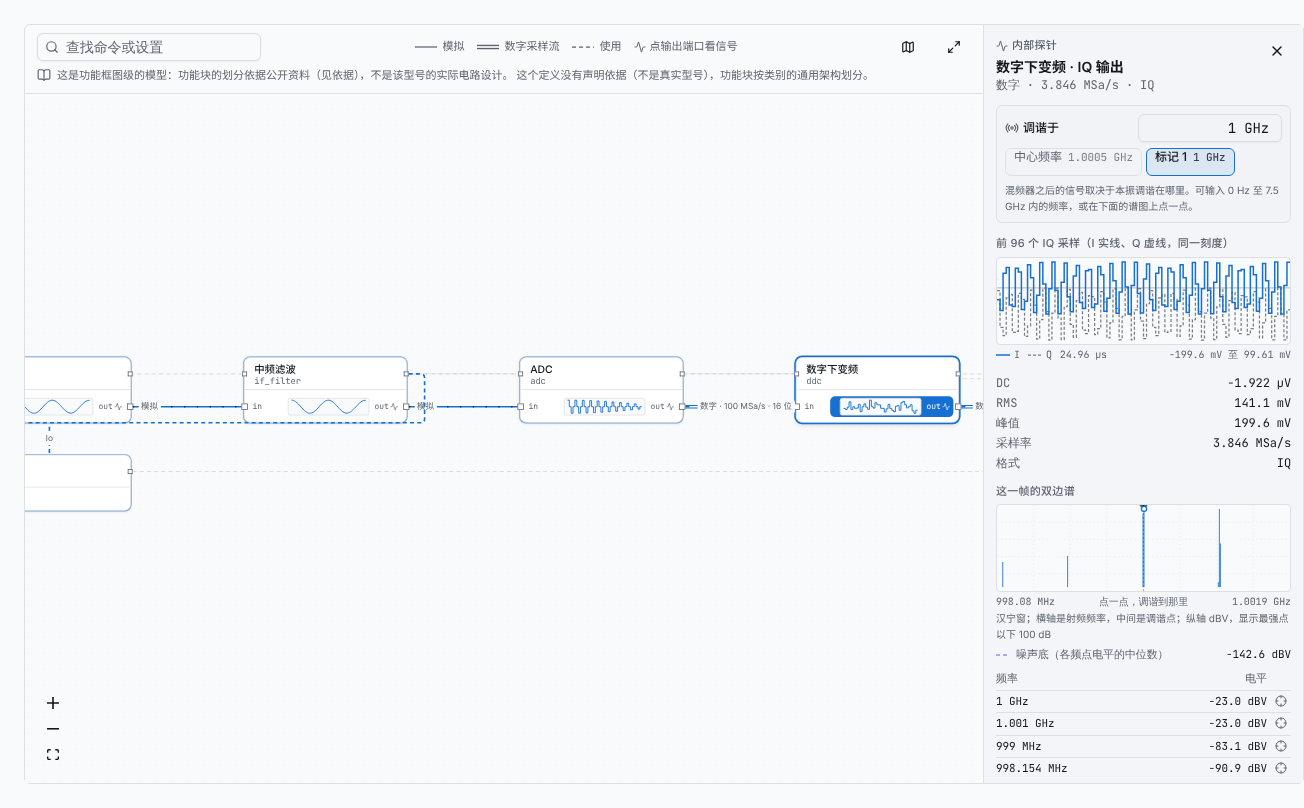 查找命令或设置
模拟 数字采样流 使用 点输出端口看信号
这是功能框图级的模型：功能块的划分依据公开资料（见依据），不是该型号的实际电路设计。 这个定义没有声明依据（不是真实型号），功能块按类别的通用架构划分。
out 模拟
lo
中频滤波
if_filter
in out 模拟
ADC
adc
in out 数字 · 100 MSa/s · 16 位
数字下变频
ddc
in out 数
内部探针
数字下变频 · IQ 输出
数字 · 3.846 MSa/s · IQ
调谐于 1 GHz
中心频率 1.0005 GHz 标记 1 1 GHz
混频器之后的信号取决于本振调谐在哪里。可输入 0 Hz 至 7.5
GHz 内的频率，或在下面的谱图上点一点。
前 96 个 IQ 采样（I 实线、Q 虚线，同一刻度）
I Q 24.96 µs -199.6 mV 至 99.61 mV
DC -1.922 µV
RMS 141.1 mV
峰值 199.6 mV
采样率 3.846 MSa/s
格式 IQ
这一帧的双边谱
998.08 MHz 点一点，调谐到那里 1.0019 GHz
汉宁窗；横轴是射频频率，中间是调谐点；纵轴 dBV，显示最强点
以下 100 dB
噪声底（各频点电平的中位数） -142.6 dBV
频率 电平
1 GHz -23.0 dBV
1.001 GHz -23.0 dBV
999 MHz -83.1 dBV
998.154 MHz -90.9 dBV